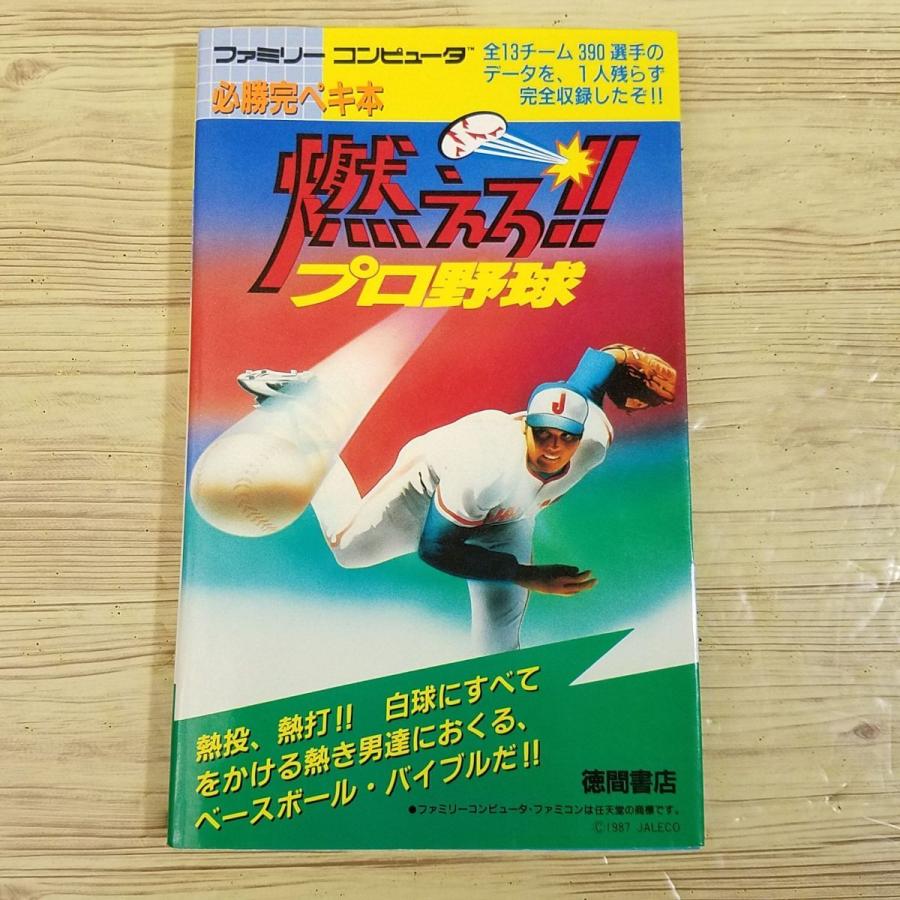 ファミリー コンピュータ™
必勝完ペキ本
全13チーム 390 選手の
データを、1人残らず
完全収録したぞ!!
燃えろ!!
プロ野球
J
熱投、熱打!! 白球にすべて
をかける熱き男達におくる、
ベースボール・バイブルだ!!
徳間書店
●ファミリーコンピュータ・ファミコンは任天堂の商標です。
©1987 JALECO